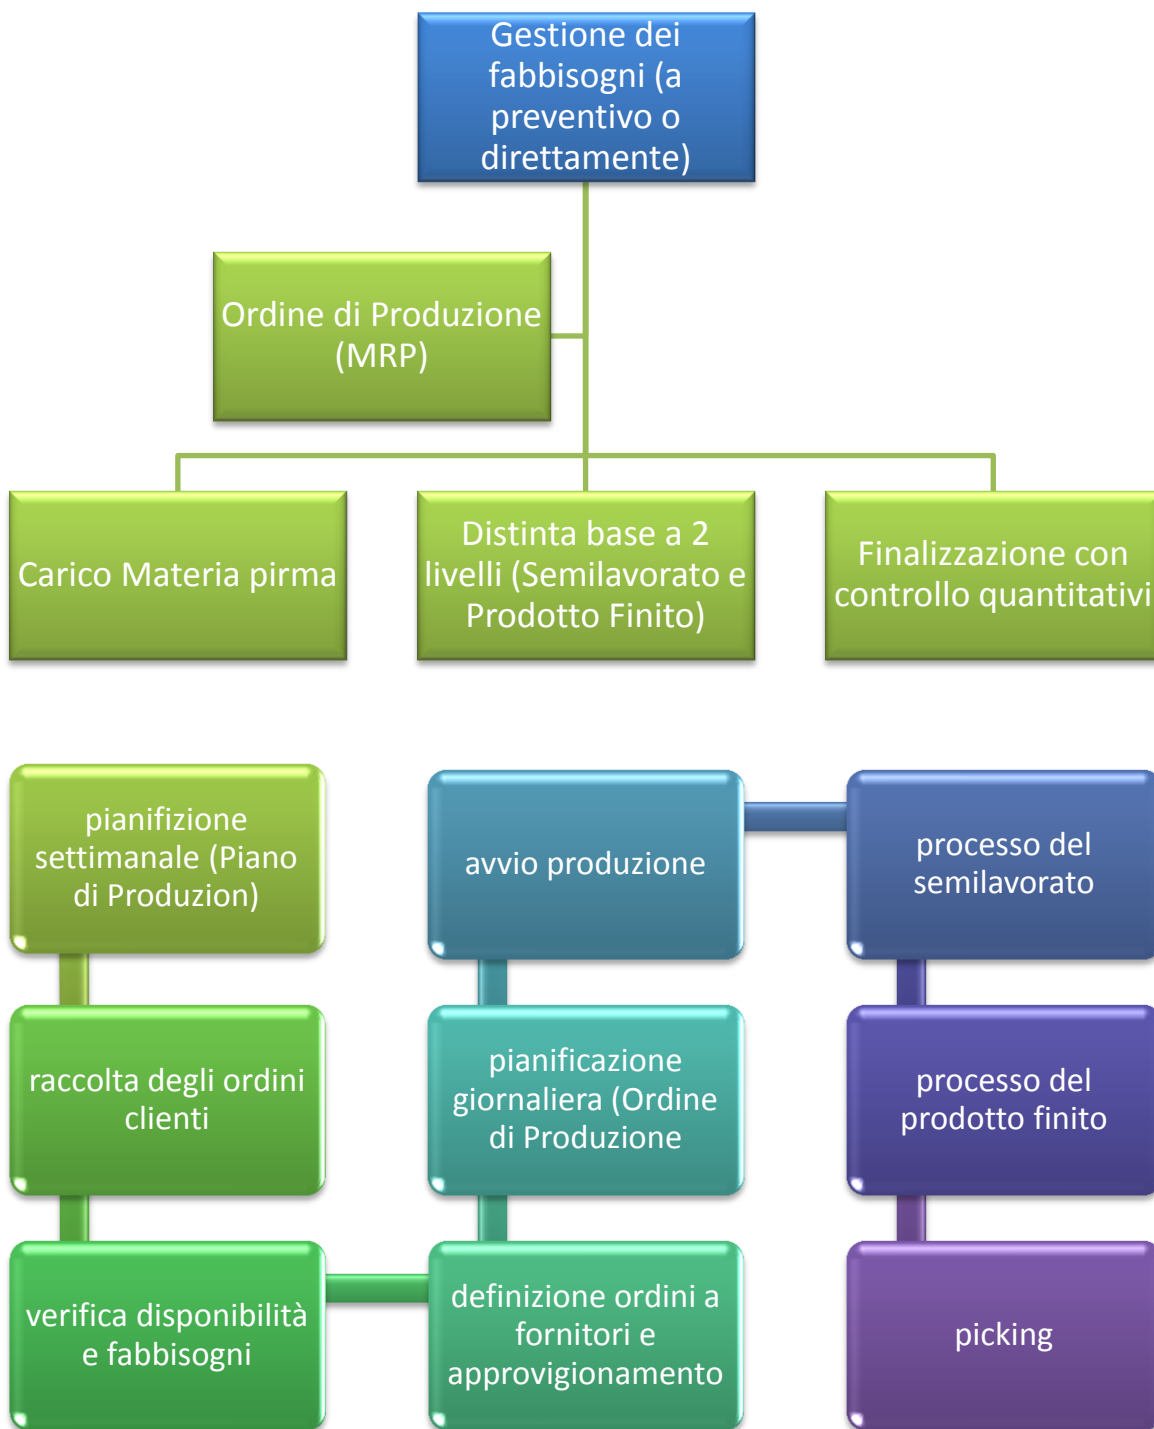 Gestione dei
fabbisogni (a
preventivo o
direttamente)
Ordine di Produzione
(MRP)
Carico Materia pirma
Distinta base a 2
livelli (Semilavorato e
Prodotto Finito)
Finalizzazione con
controllo quantitativi
pianifizione
settimanale (Piano
di Produzion)
raccolta degli ordini
clienti
verifica disponibilità
e fabbisogni
definizione ordini a
fornitori e
approvigionamento
pianificazione
giornaliera (Ordine
di Produzione
avvio produzione
processo del
semilavorato
processo del
prodotto finito
picking